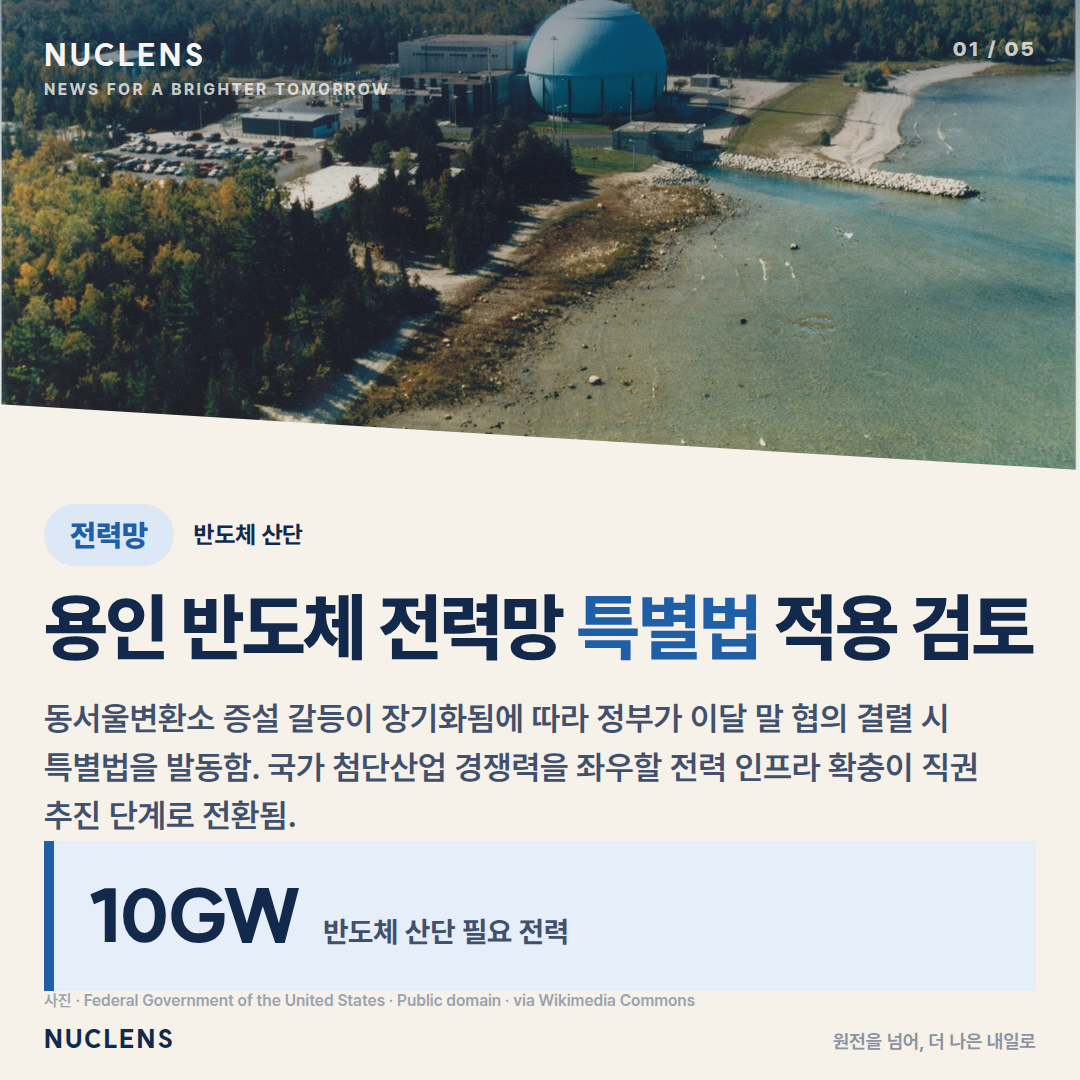 NUCLENS
01 / 05
NEWS FOR A BRIGHTER TOMORROW
전력망 반도체 산단
용인 반도체 전력망 특별법 적용 검토
동서울변환소 증설 갈등이 장기화됨에 따라 정부가 이달 말 협의 결렬 시
특별법을 발동함. 국가 첨단산업 경쟁력을 좌우할 전력 인프라 확충이 직권
추진 단계로 전환됨.
10GW 반도체 산단 필요 전력
사진 · Federal Government of the United States · Public domain · via Wikimedia Commons
NUCLENS
원전을 넘어, 더 나은 내일로